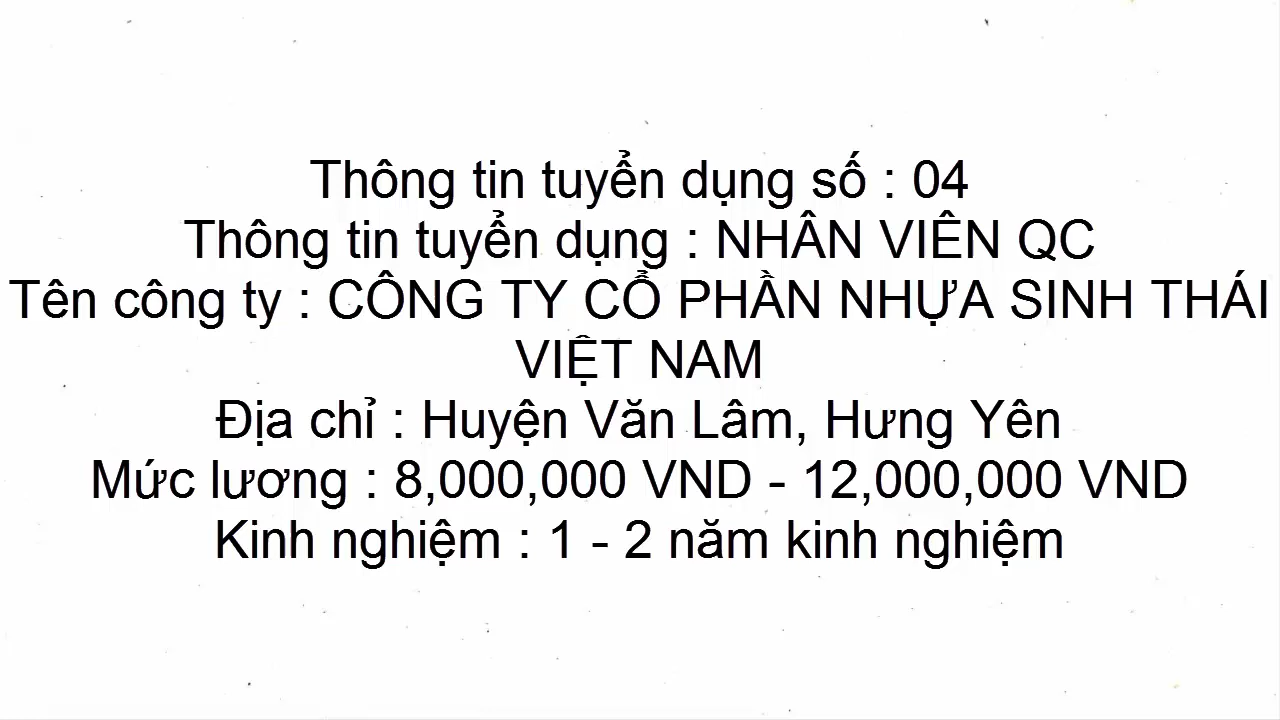 Thông tin tuyển dụng số : 04
Thông tin tuyển dụng : NHÂN VIÊN QC
Tên công ty : CÔNG TY CỔ PHẦN NHỰA SINH THÁI
VIỆT NAM
Địa chỉ : Huyện Văn Lâm, Hưng Yên
Mức lương : 8,000,000 VND - 12,000,000 VND
Kinh nghiệm : 1 - 2 năm kinh nghiệm